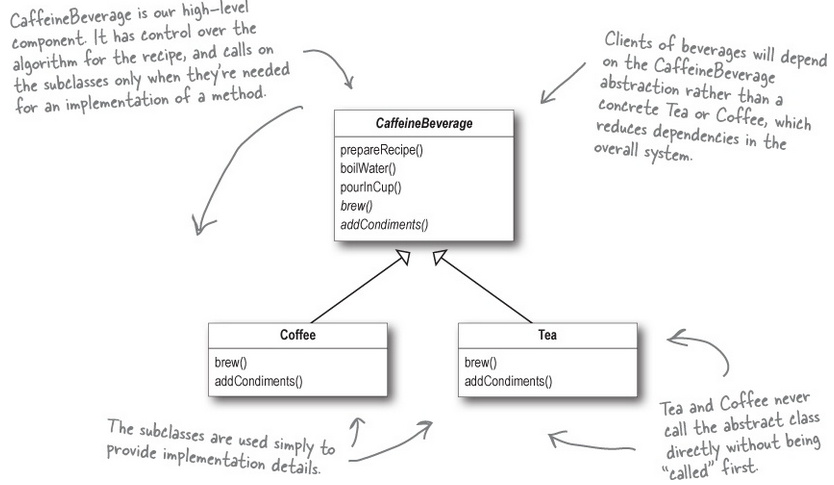 CaffeineBeverage is our high-level
component. It has control over the
algorithm for the recipe, and calls on
the subclasses only when they're needed
for an implementation of a method.
Clients of beverages will depend
on the CaffeineBeverage
abstraction rather than a
concrete Tea or Coffee, which
reduces dependencies in the
overall system.
CaffeineBeverage
prepareRecipe()
boilWater()
pourInCup()
brew()
addCondiments()
Coffee
brew()
addCondiments()
Tea
brew()
addCondiments()
The subclasses are used simply to
provide implementation details.
Tea and Coffee never
call the abstract class
directly without being
"called" first.